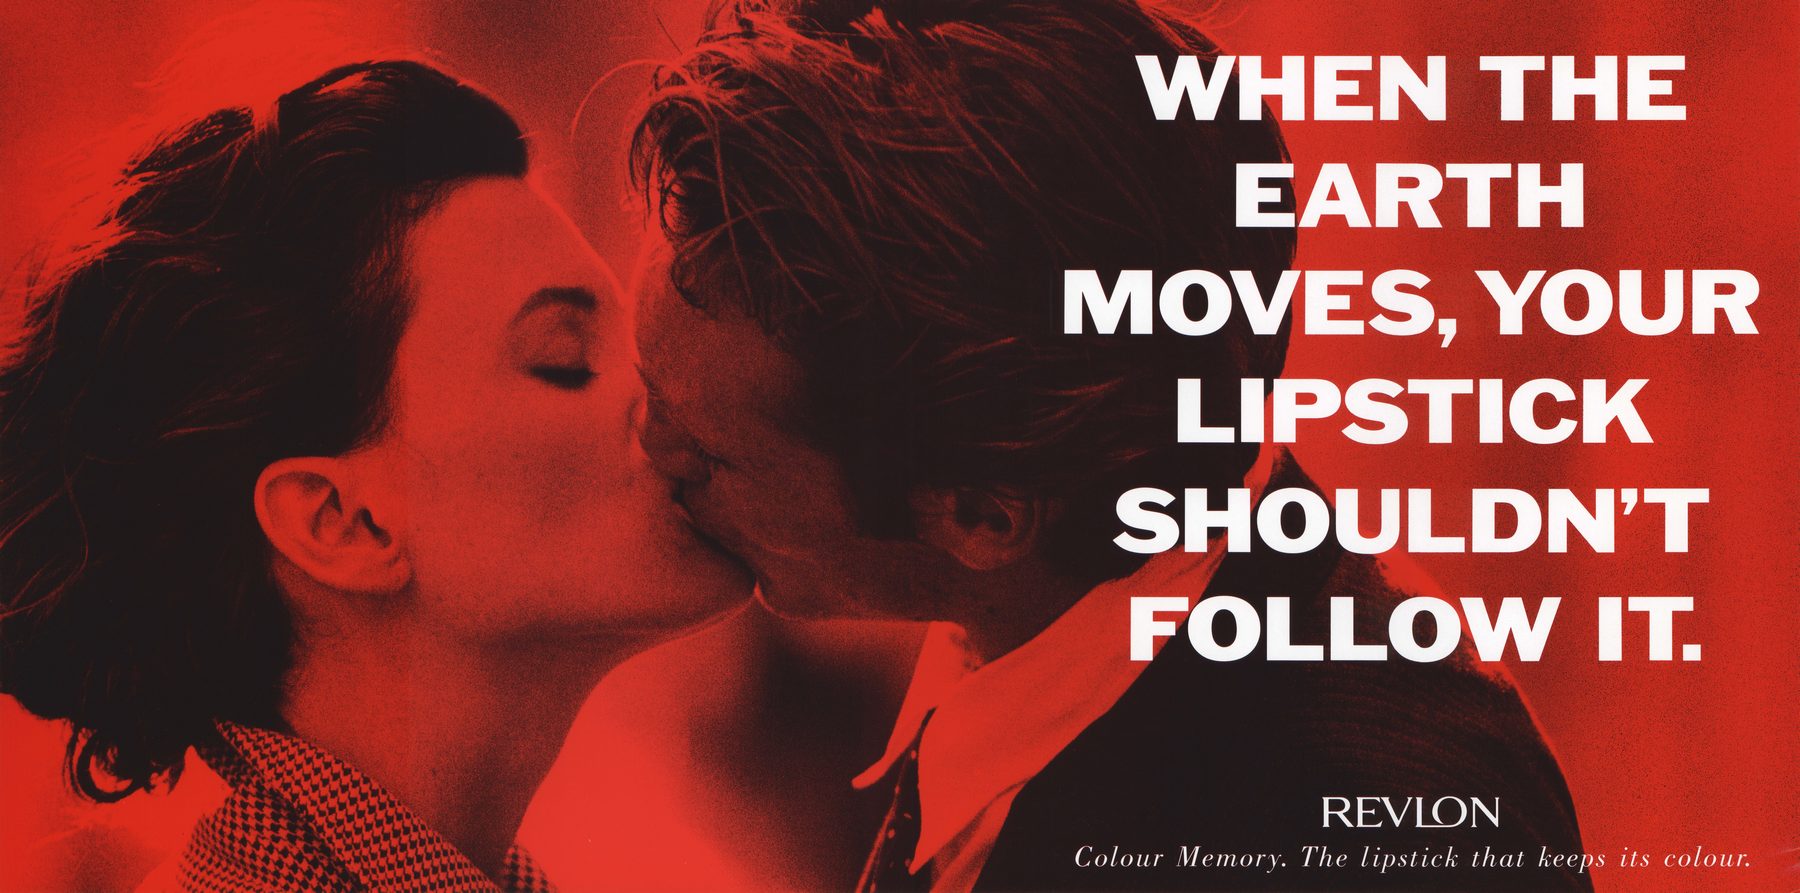 WHEN THE
EARTH
MOVES, YOUR
LIPSTICK
SHOULDN'T
FOLLOW IT.
REVLON
Colour Memory. The lipstick that keeps its colour.